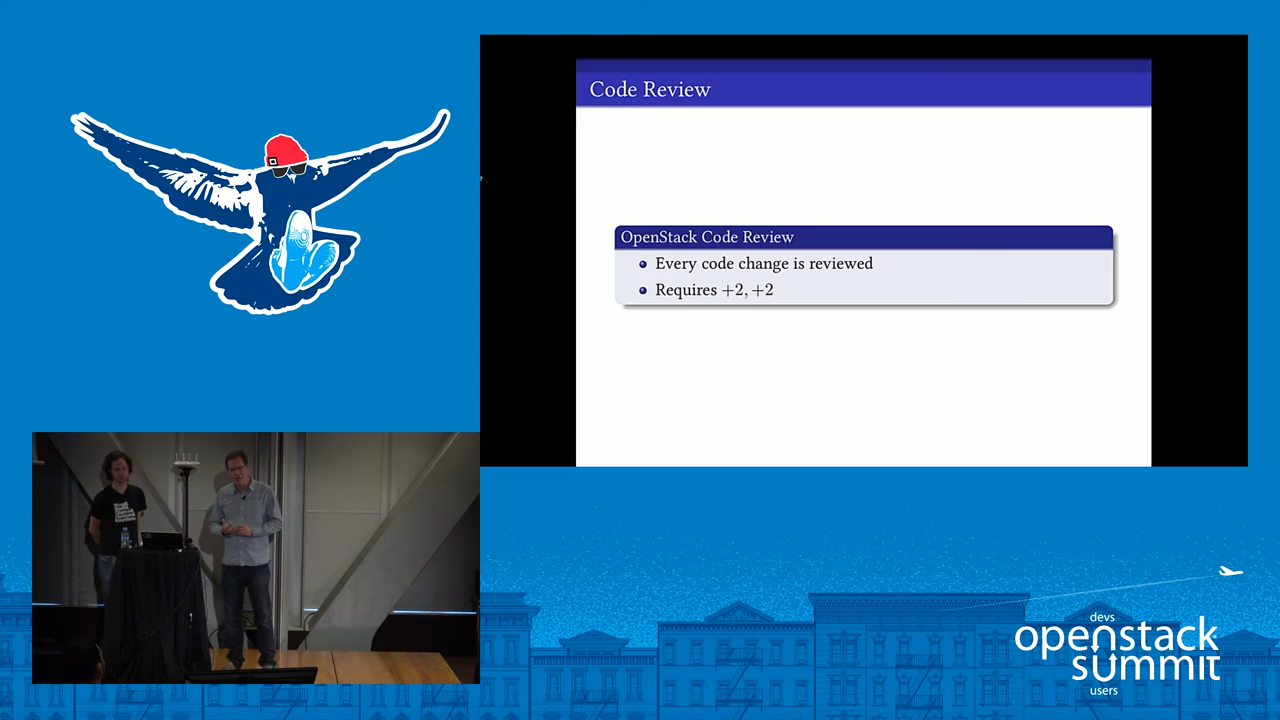 Code Review
OpenStack Code Review
Every code change is reviewed
Requires +2, +2
devs
openstack
summit
users